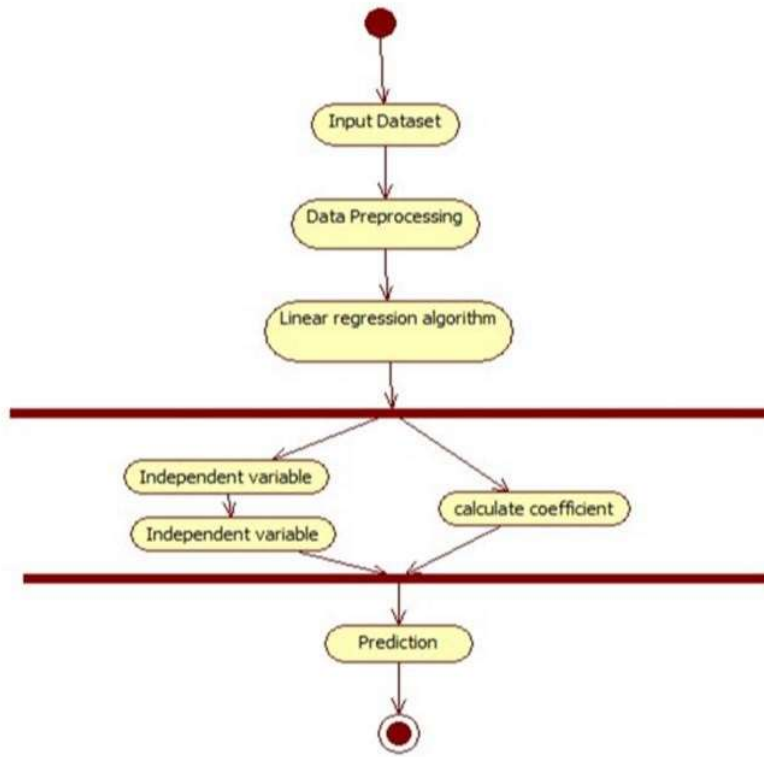 Input Dataset
Data Preprocessing
Linear regression algorithm
Independent variable
Independent variable
calculate coefficient
Prediction